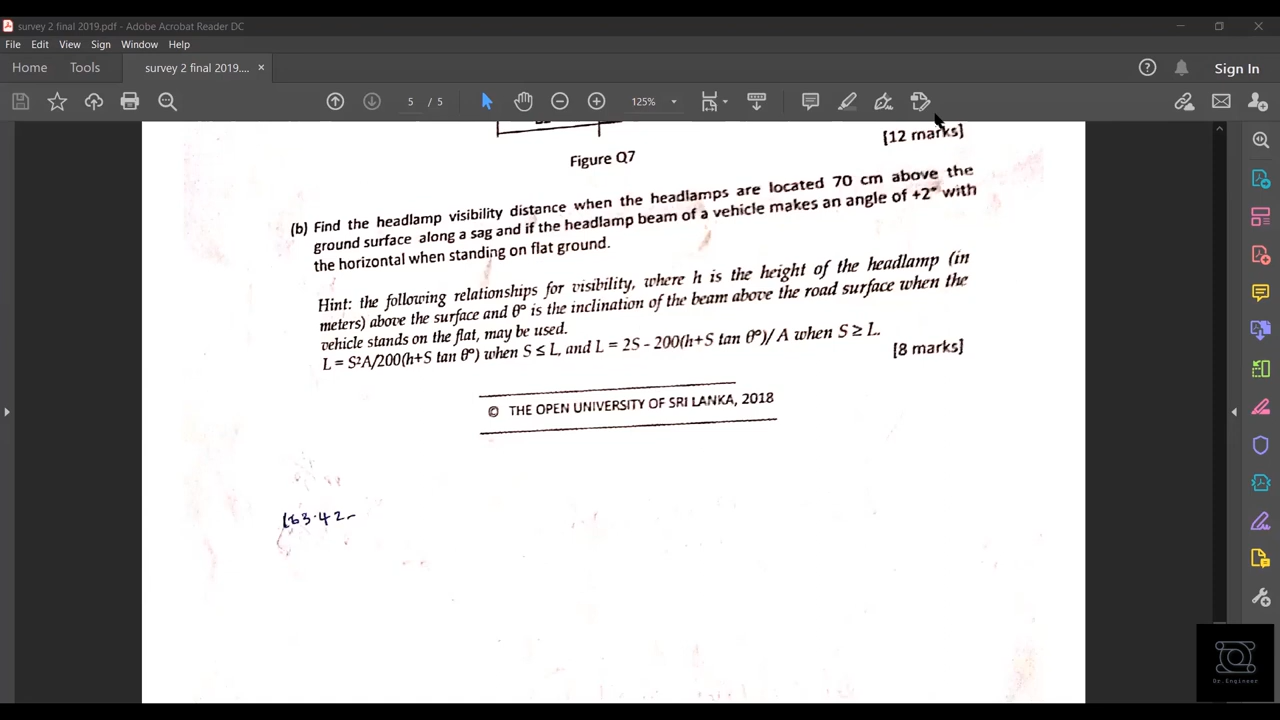 survey 2 final 2019.pdf - Adobe Acrobat Reader DC
File Edit View Sign Window Help
Home Tools survey 2 final 2019.... × Sign In
5 / 5 125%
[12 marks]
Figure Q7
(b) Find the headlamp visibility distance when the headlamps are located 70 cm above the
ground surface along a sag and if the headlamp beam of a vehicle makes an angle of +2° with
the horizontal when standing on flat ground.
Hint: the following relationships for visibility, where h is the height of the headlamp (in
meters) above the surface and θ° is the inclination of the beam above the road surface when the
vehicle stands on the flat, may be used.
L = S²A/200(h+S tan θ°) when S ≤ L, and L = 2S - 200(h+S tan θ°)/ A when S ≥ L.
[8 marks]
© THE OPEN UNIVERSITY OF SRI LANKA, 2018
163.42
Dr.Engineer